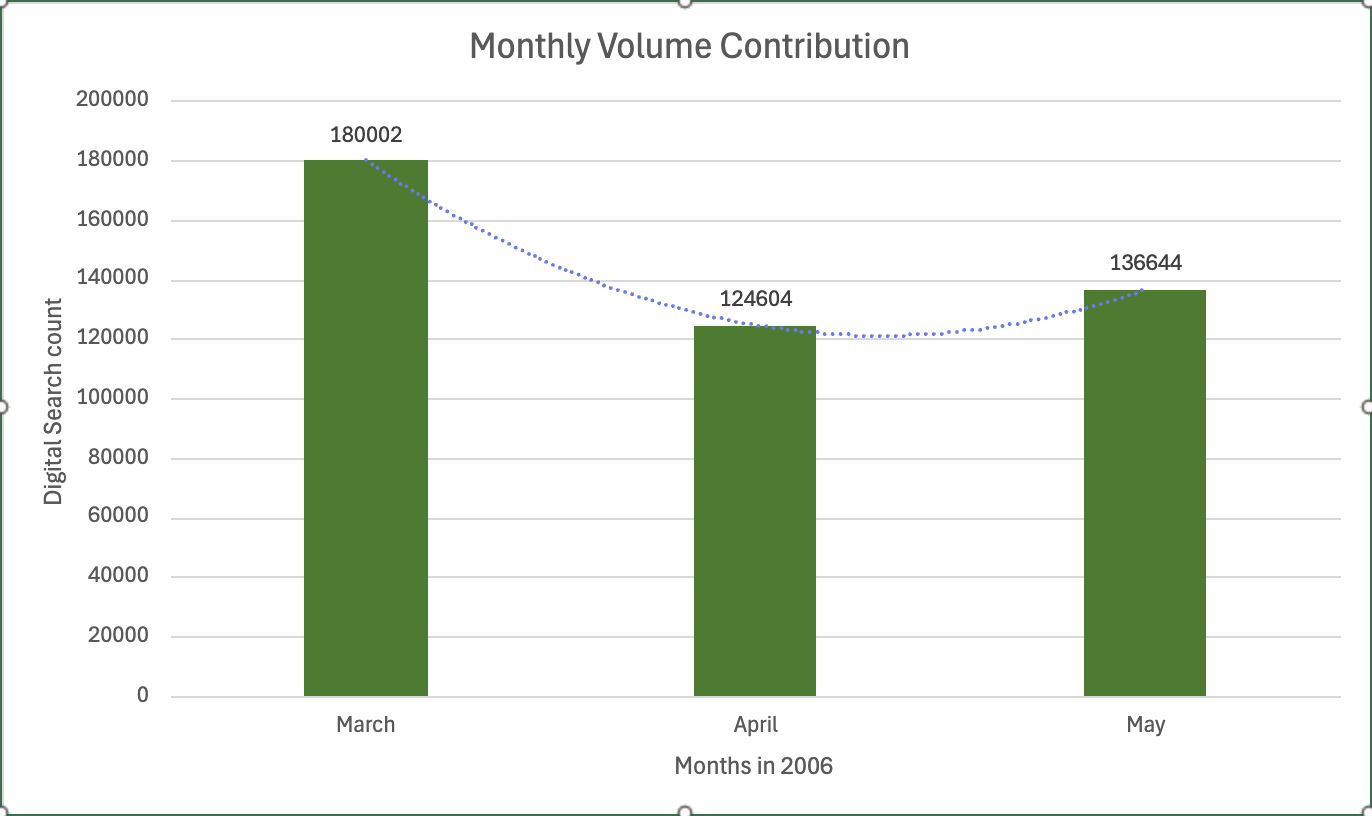 Monthly Volume Contribution
200000
180000
160000
140000
120000
100000
80000
60000
40000
20000
0
Digital Search count
180002
124604
136644
March
April
May
Months in 2006